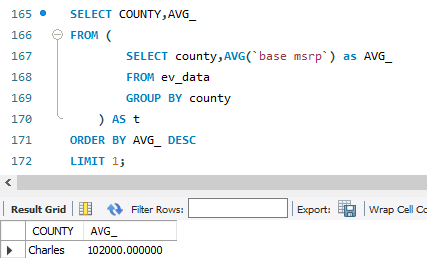 165 SELECT COUNTY,AVG_
166 FROM (
167 SELECT county,AVG(`base msrp`) as AVG_
168 FROM ev_data
169 GROUP BY county
170 ) AS t
171 ORDER BY AVG_ DESC
172 LIMIT 1;
Result Grid Filter Rows: Export: Wrap Cell Co
COUNTY AVG_
Charles 102000.000000